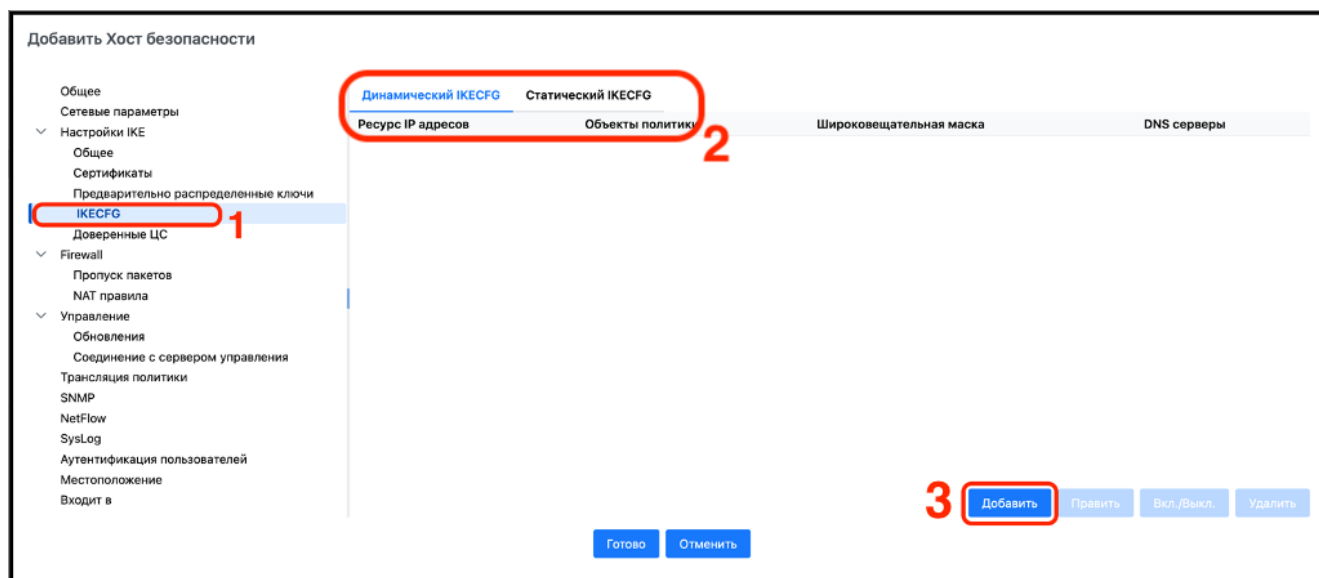 Добавить Хост безопасности
Общее
Сетевые параметры
Настройки IKE
Общее
Сертификаты
Предварительно распределенные ключи
IKECFG
1
Доверенные ЦС
Firewall
Пропуск пакетов
NAT правила
Управление
Обновления
Соединение с сервером управления
Трансляция политики
SNMP
NetFlow
SysLog
Аутентификация пользователей
Местоположение
Входит в
Динамический IKECFG Статический IKECFG
Ресурс IP адресов Объекты политики Широковещательная маска DNS серверы
2
3 Добавить Править Вкл./Выкл. Удалить
Готово Отменить